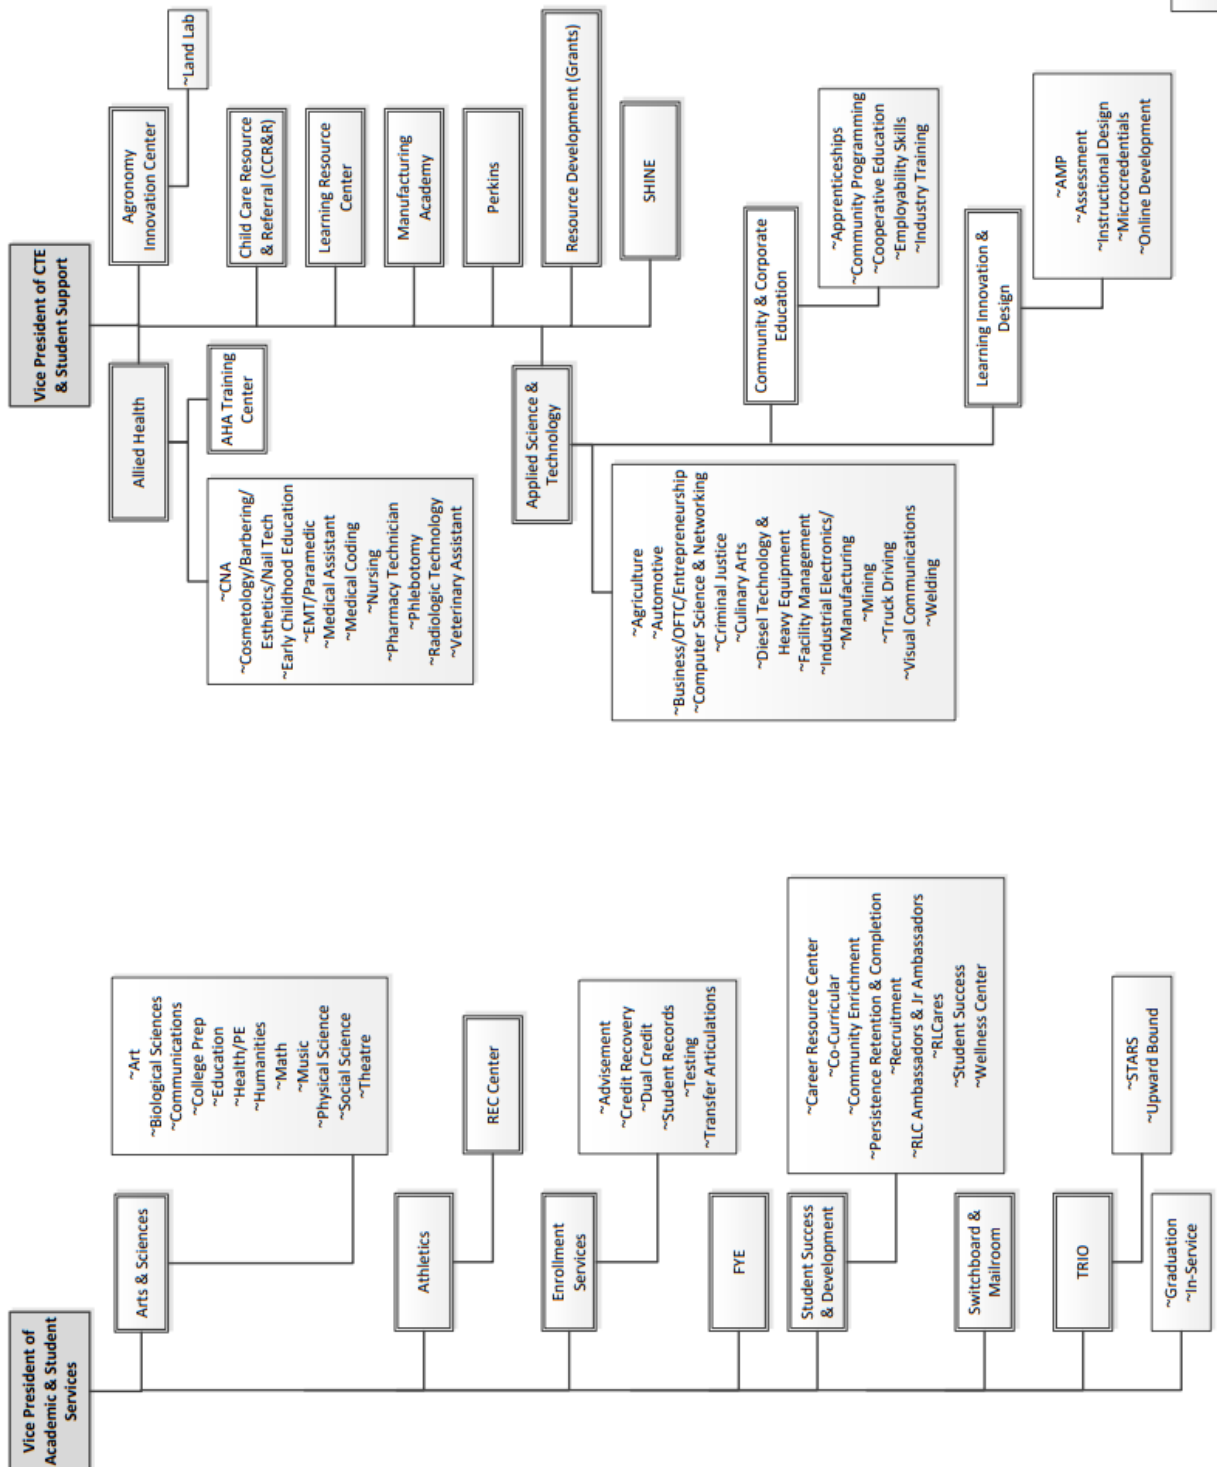 Vice President of
Academic & Student
Services
Arts & Sciences
~Art
~Biological Sciences
~Communications
~College Prep
~Education
~Health/PE
~Humanities
~Math
~Music
~Physical Science
~Social Science
~Theatre
Athletics
REC Center
Enrollment
Services
~Advisement
~Credit Recovery
~Dual Credit
~Student Records
~Testing
~Transfer Articulations
FYE
Student Success
& Development
~Career Resource Center
~Co-Curricular
~Community Enrichment
~Persistence Retention & Completion
~Recruitment
~RLC Ambassadors & Jr Ambassadors
~RLCares
~Student Success
~Wellness Center
Switchboard &
Mailroom
TRIO
~STARS
~Upward Bound
~Graduation
~In-Service
Vice President of CTE
& Student Support
Allied Health
~CNA
~Cosmetology/Barbering/
Esthetics/Nail Tech
~Early Childhood Education
~EMT/Paramedic
~Medical Assistant
~Medical Coding
~Nursing
~Pharmacy Technician
~Phlebotomy
~Radiologic Technology
~Veterinary Assistant
AHA Training
Center
Agronomy
Innovation Center
~Land Lab
Child Care Resource
& Referral (CCR&R)
Learning Resource
Center
Manufacturing
Academy
Perkins
Resource Development (Grants)
SHINE
Applied Science &
Technology
~Agriculture
~Automotive
~Business/OFTC/Entrepreneurship
~Computer Science & Networking
~Criminal Justice
~Culinary Arts
~Diesel Technology &
Heavy Equipment
~Facility Management
~Industrial Electronics/
~Manufacturing
~Mining
~Truck Driving
~Visual Communications
~Welding
Community & Corporate
Education
~Apprenticeships
~Community Programming
~Cooperative Education
~Employability Skills
~Industry Training
Learning Innovation &
Design
~AMP
~Assessment
~Instructional Design
~Microcredentials
~Online Development